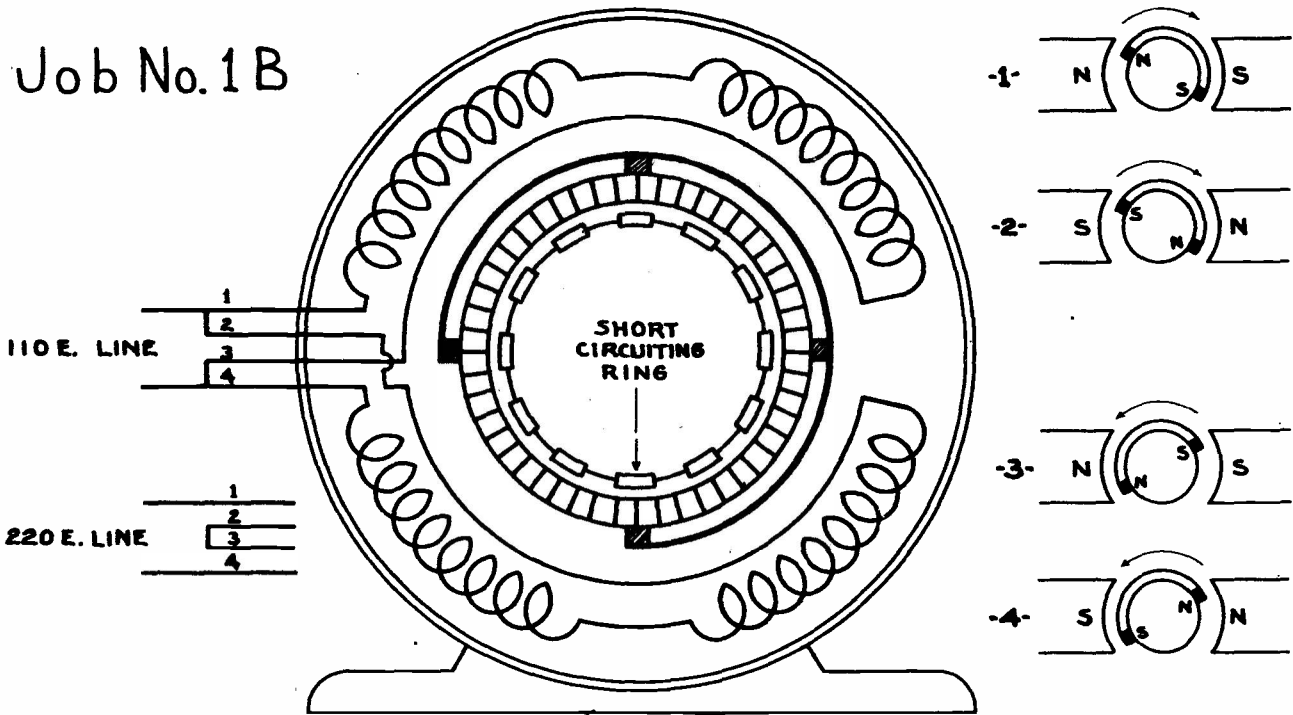 Job No. 1B
110 E. LINE
1
2
3
4
220 E. LINE
1
2
3
4
SHORT
CIRCUITING
RING
-1-
N
N
S
S
-2-
S
S
N
N
-3-
N
S
N
S
-4-
S
N
S
N